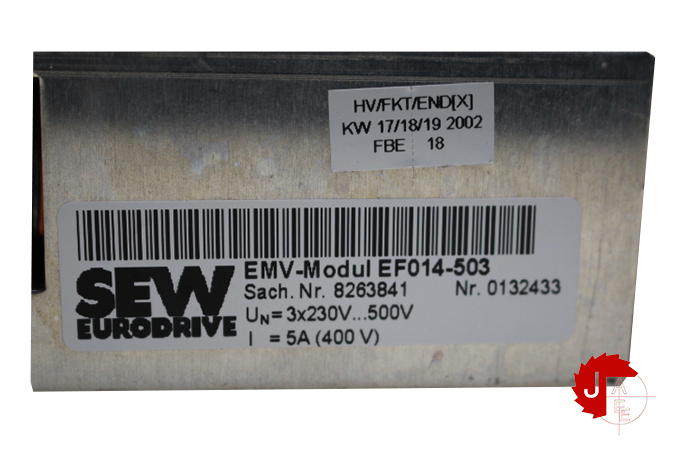 HV/FKT/END[X]
KW 17/18/19 2002
FBE 18
SEW
EURODRIVE
EMV-Modul EF014-503
Sach. Nr. 8263841 Nr. 0132433
UN = 3x230V...500V
I = 5A (400 V)
J